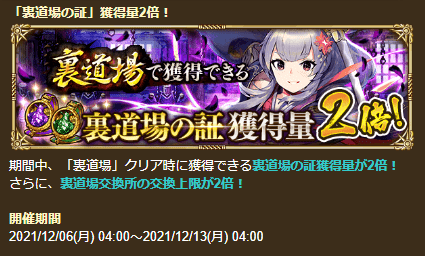 「裏道場の証」獲得量2倍！
裏道場で獲得できる
裏道場の証 獲得量 2倍!
期間中、「裏道場」クリア時に獲得できる裏道場の証獲得量が2倍！
さらに、裏道場交換所の交換上限が2倍！
開催期間
2021/12/06(月) 04:00～2021/12/13(月) 04:00